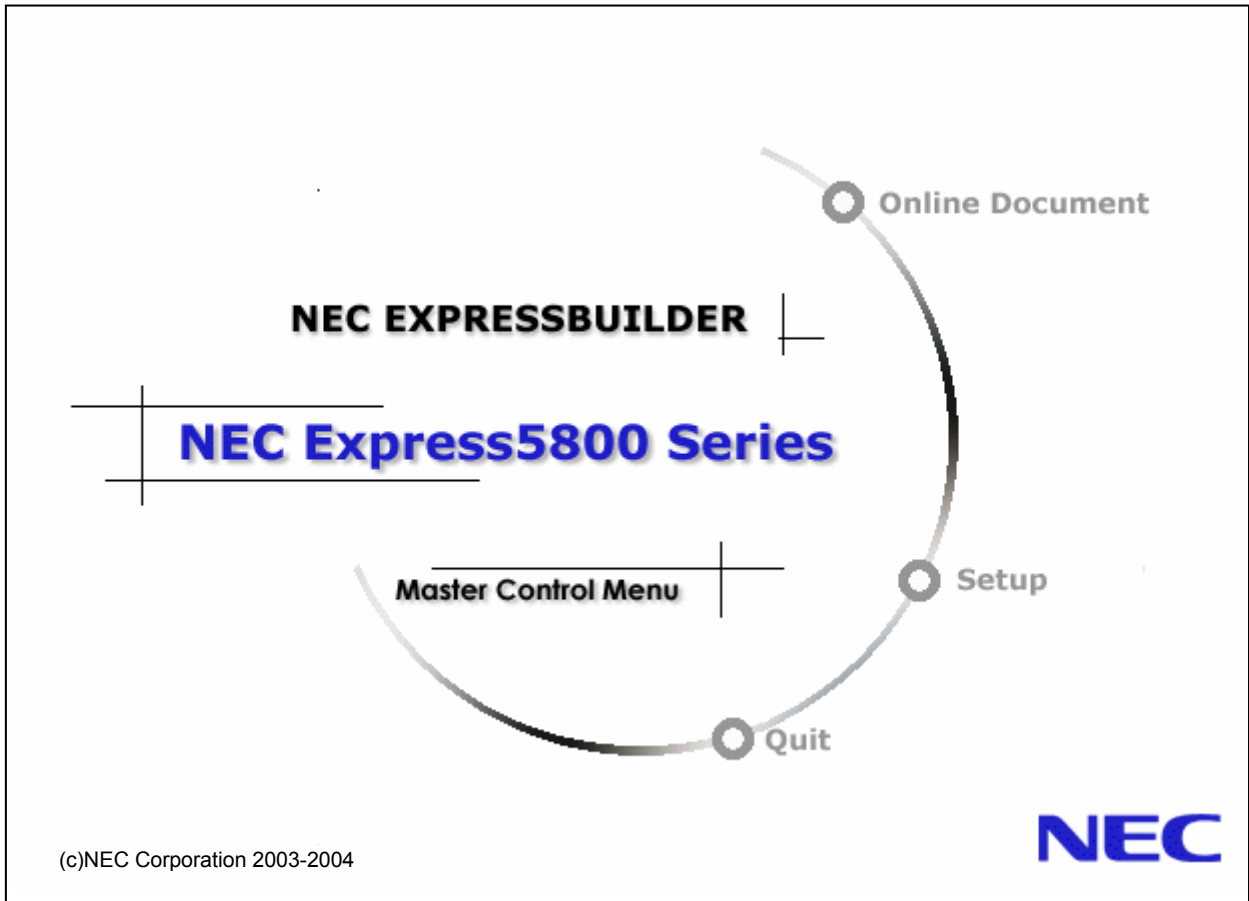 Online Document
NEC EXPRESSBUILDER
NEC Express5800 Series
Setup
Master Control Menu
Quit
NEC
(c)NEC Corporation 2003-2004